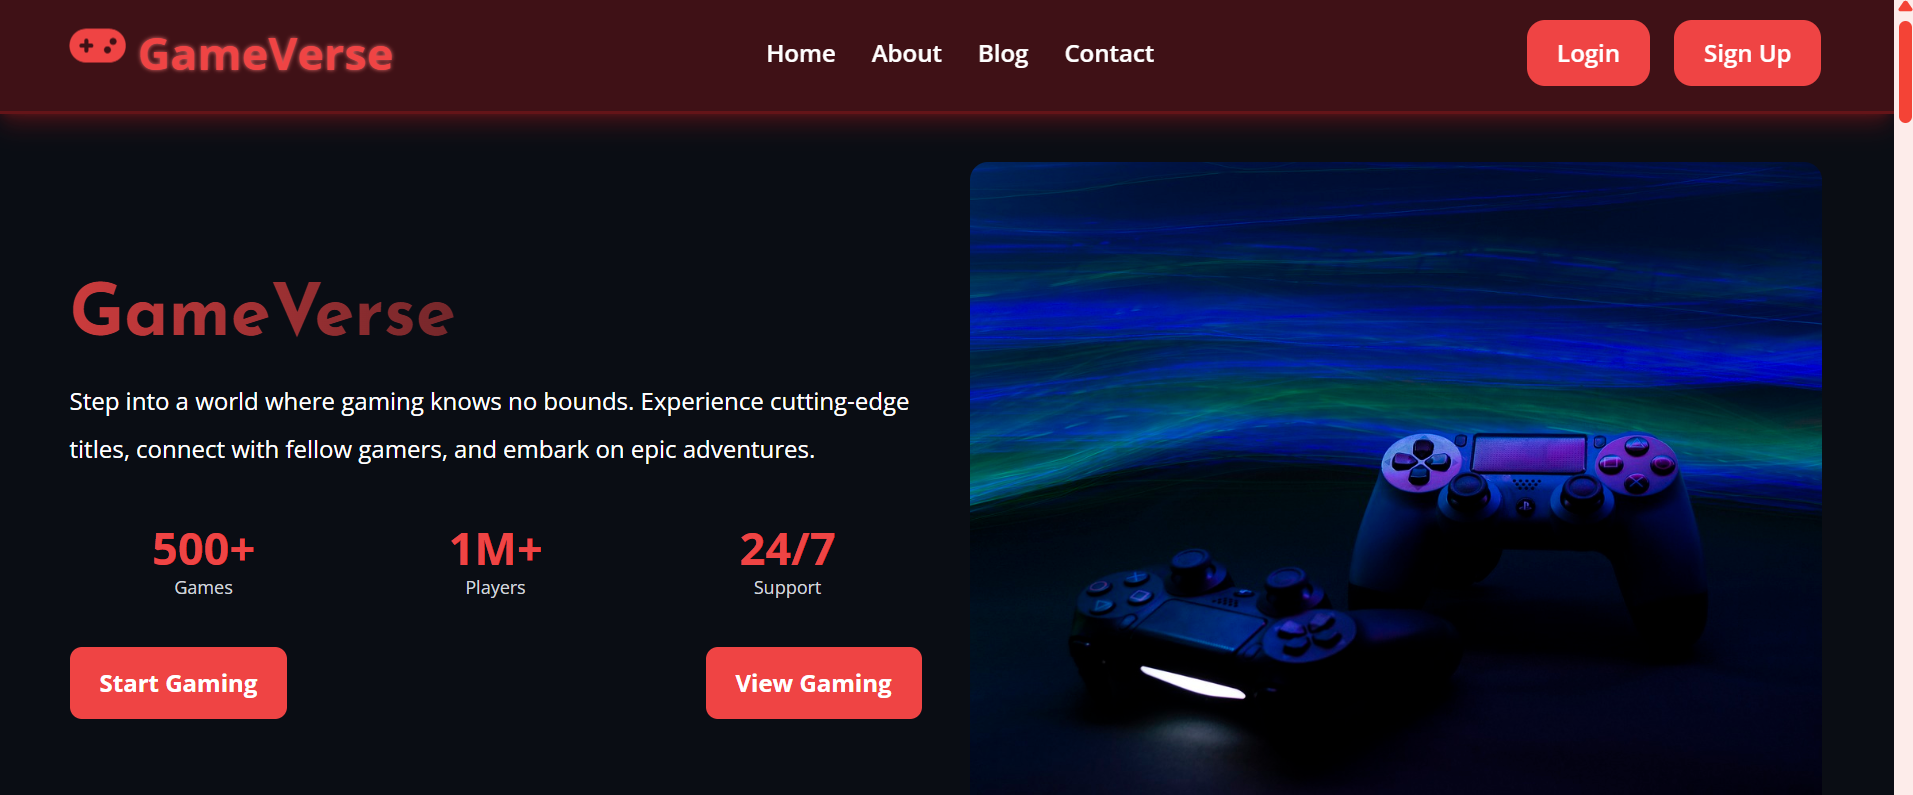 GameVerse
Home About Blog Contact
Login Sign Up
GameVerse
Step into a world where gaming knows no bounds. Experience cutting-edge
titles, connect with fellow gamers, and embark on epic adventures.
500+ 1M+ 24/7
Games Players Support
Start Gaming View Gaming